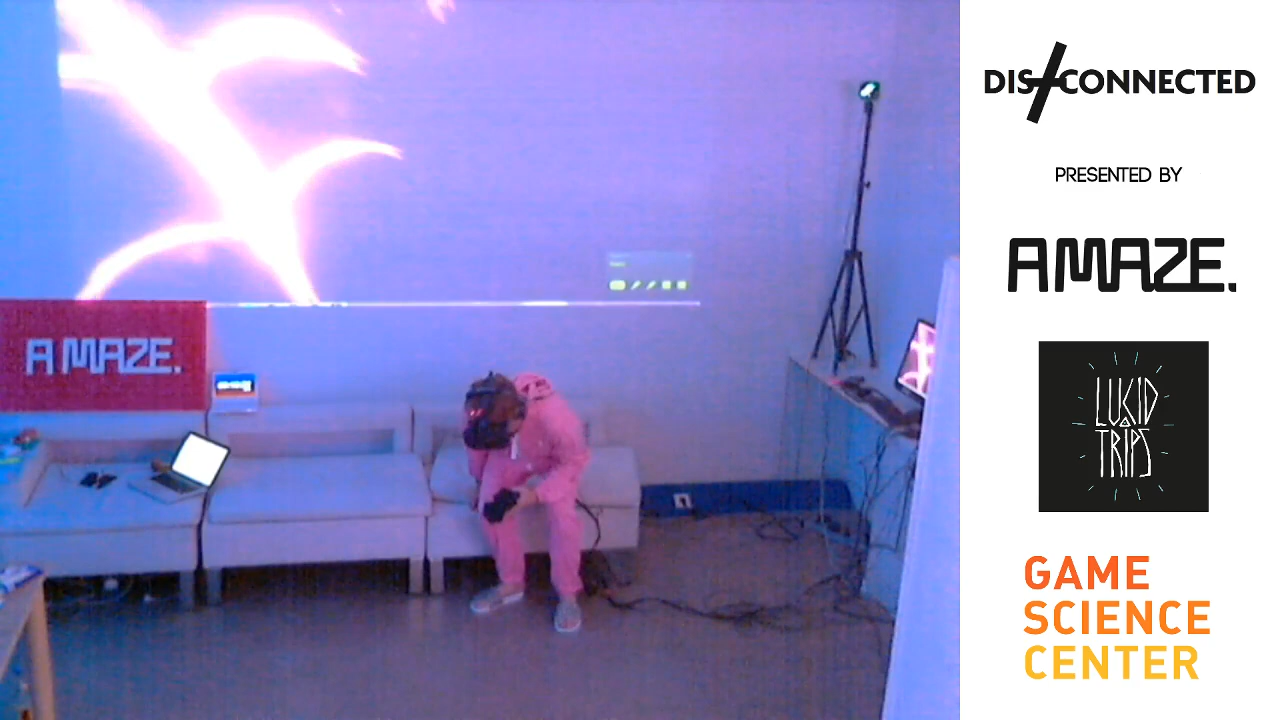 DIS/CONNECTED
PRESENTED BY
A MAZE.
LUCID
TRIPS
GAME
SCIENCE
CENTER
A MAZE.